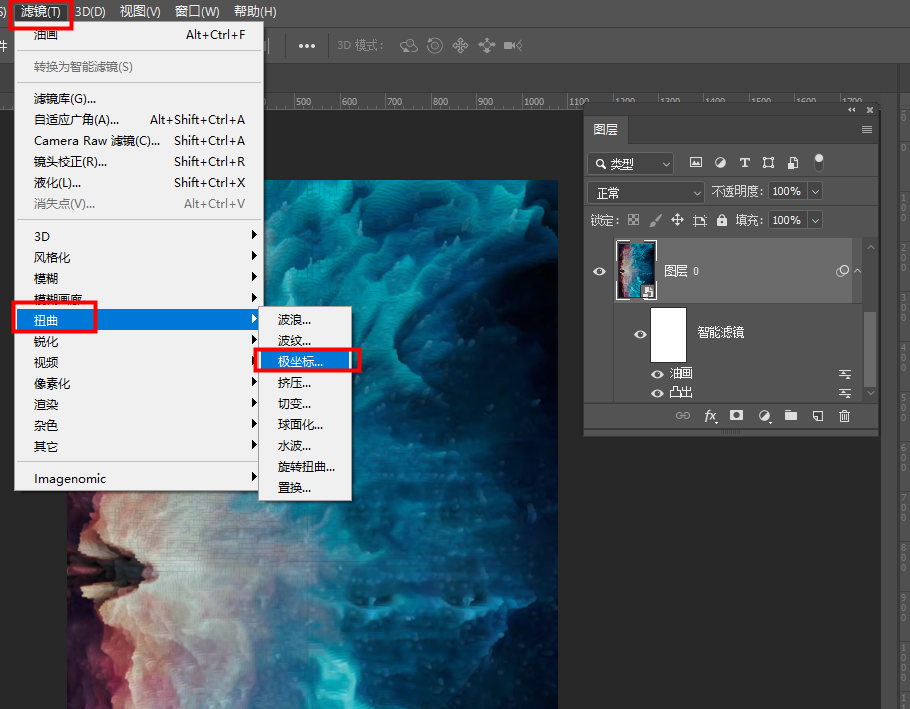 滤镜(T) 3D(D) 视图(V) 窗口(W) 帮助(H)
3D 模式:
油画 Alt+Ctrl+F
转换为智能滤镜(S)
滤镜库(G)...
自适应广角(A)... Alt+Shift+Ctrl+A
Camera Raw 滤镜(C)... Shift+Ctrl+A
镜头校正(R)... Shift+Ctrl+R
液化(L)... Shift+Ctrl+X
消失点(V)... Alt+Ctrl+V
3D
风格化
模糊
模糊画廊
扭曲
锐化
视频
像素化
渲染
杂色
其它
Imagenomic
波浪...
波纹...
极坐标...
挤压...
切变...
球面化...
水波...
旋转扭曲...
置换...
500 600 700 800 900 1000 1100 1200 1300 1400 1500 1600 1700
图层
类型
正常 不透明度: 100%
锁定: 填充: 100%
图层 0
智能滤镜
油画
凸出
fx